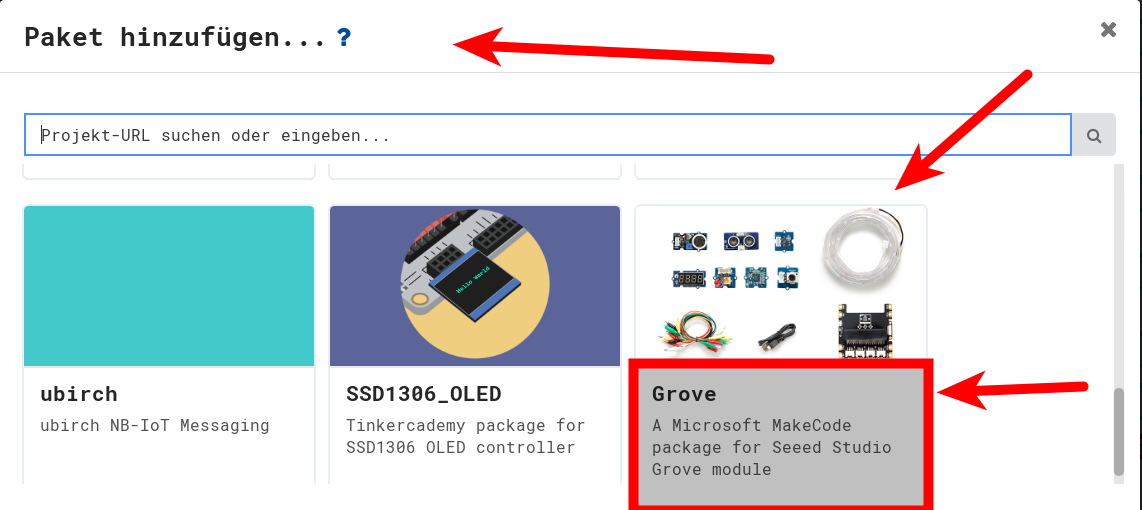 Paket hinzufügen... ?
Projekt-URL suchen oder eingeben...
Hello World
ubirch
ubirch NB-IoT Messaging
SSD1306_OLED
Tinkercademy package for
SSD1306 OLED controller
Grove
A Microsoft MakeCode
package for Seeed Studio
Grove module